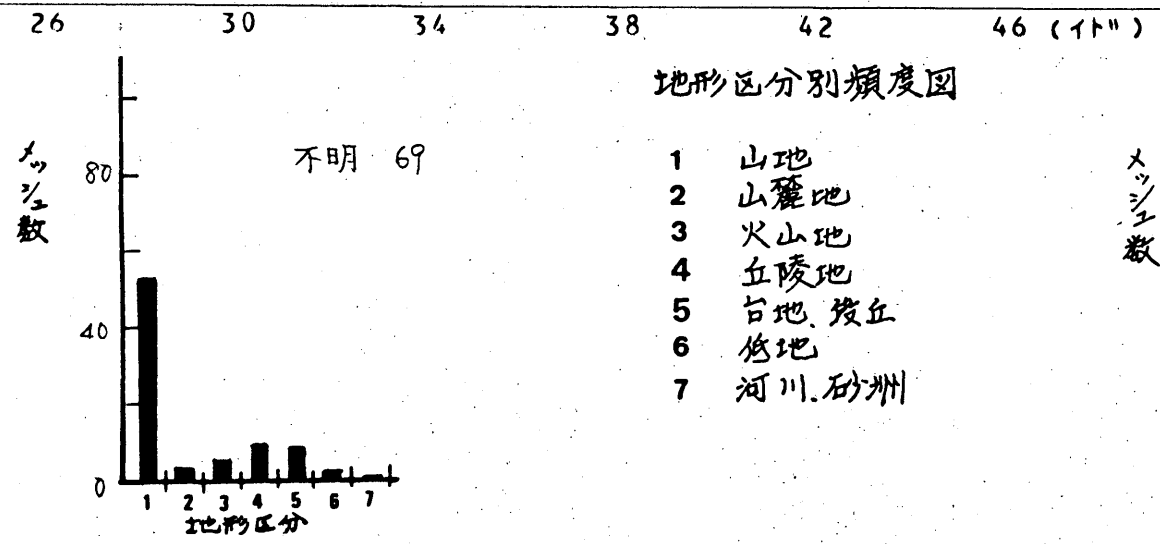 26 30 34 38 42 46 (イド)
地形区分別頻度図
メッシュ数
80
40
0
不明 69
1 2 3 4 5 6 7
地形区分
1 山地
2 山麓地
3 火山地
4 丘陵地
5 台地、段丘
6 低地
7 河川、砂洲
メッシュ数